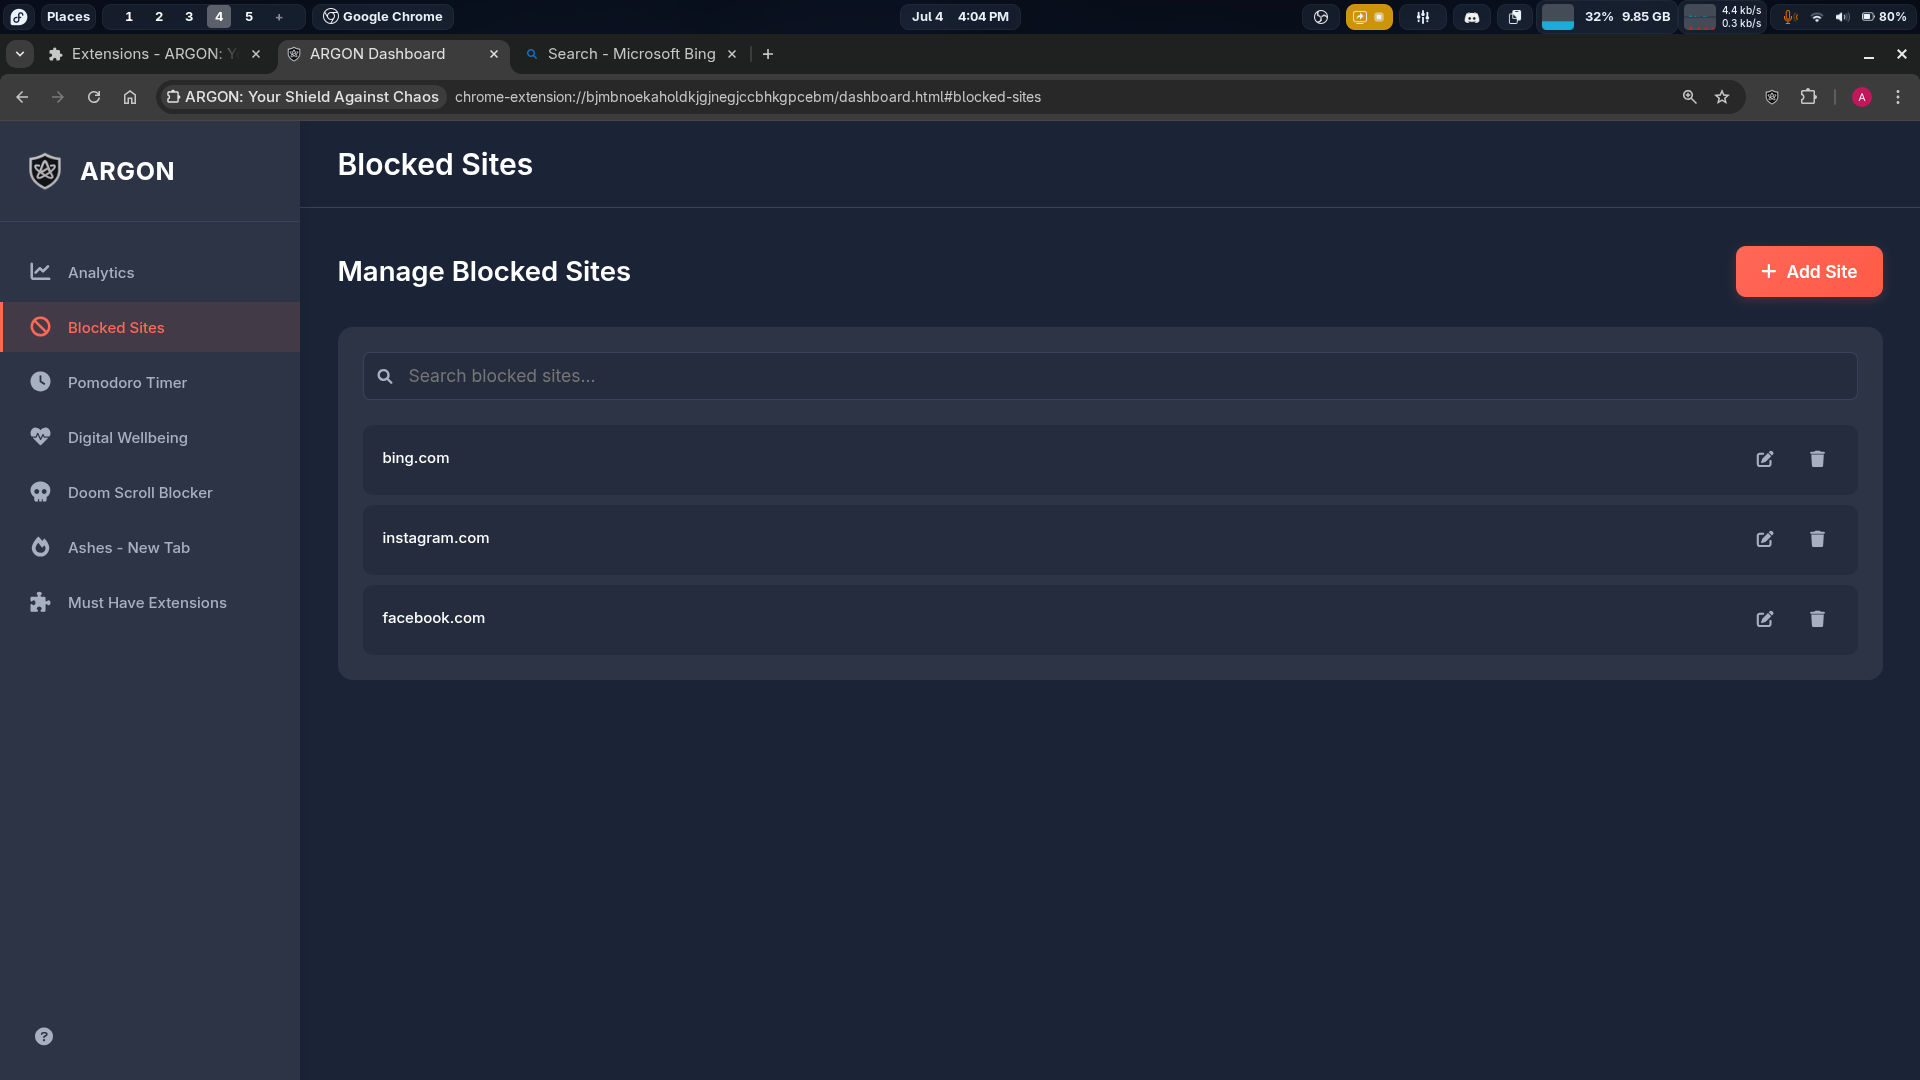 Places 1 2 3 4 5 + Google Chrome Jul 4 4:04 PM 32% 9.85 GB 4.4 kb/s 0.3 kb/s 80%
Extensions - ARGON: Y ARGON Dashboard Search - Microsoft Bing
ARGON: Your Shield Against Chaos chrome-extension://bjmbnoekaholdkjgjnegjccbhkgpcebm/dashboard.html#blocked-sites A
ARGON
Analytics
Blocked Sites
Pomodoro Timer
Digital Wellbeing
Doom Scroll Blocker
Ashes - New Tab
Must Have Extensions
?
Blocked Sites
Manage Blocked Sites
+ Add Site
Search blocked sites...
bing.com
instagram.com
facebook.com